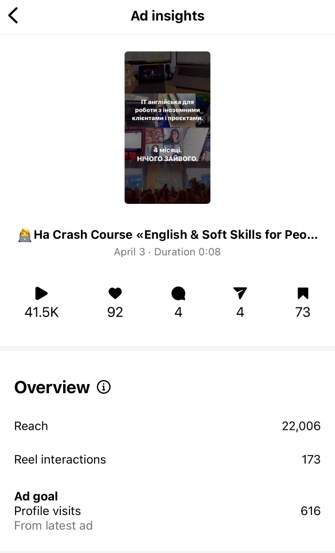 Ad insights
IT англійська для
роботи з іноземними
клієнтами і проєктами.
4 місяці.
НІЧОГО ЗАЙВОГО.
На Crash Course «English & Soft Skills for Peo...
April 3 · Duration 0:08
41.5K 92 4 4 73
Overview
Reach 22,006
Reel interactions 173
Ad goal
Profile visits 616
From latest ad